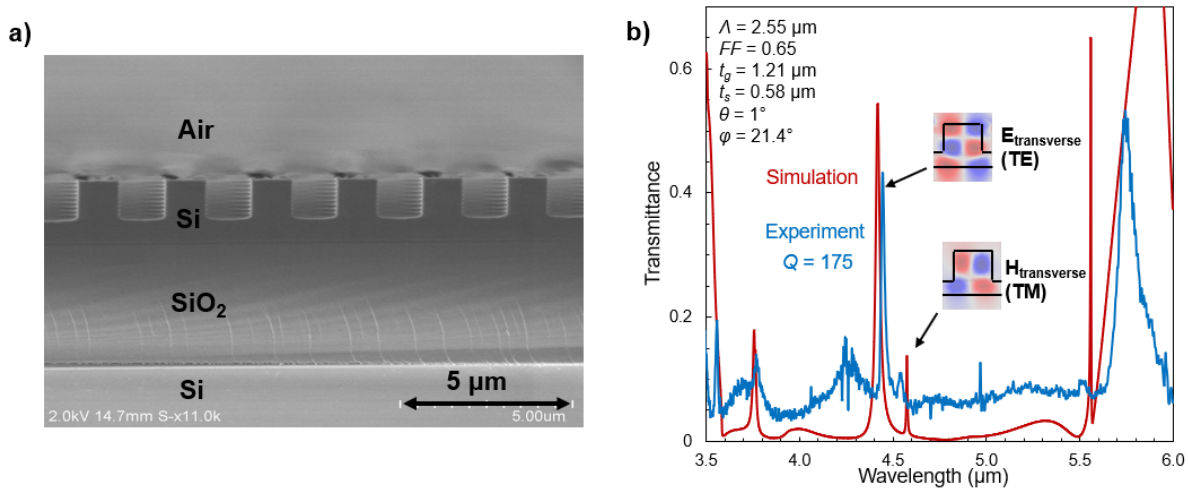 a)
Air
Si
SiO2
Si
5 μm
2.0kV 14.7mm S-x11.0k
5.00um
b)
Λ = 2.55 μm
FF = 0.65
tg = 1.21 μm
ts = 0.58 μm
θ = 1°
φ = 21.4°
Simulation
Experiment
Q = 175
Etransverse
(TE)
Htransverse
(TM)
Transmittance
0.6
0.4
0.2
0
3.5 4.0 4.5 5.0 5.5 6.0
Wavelength (μm)